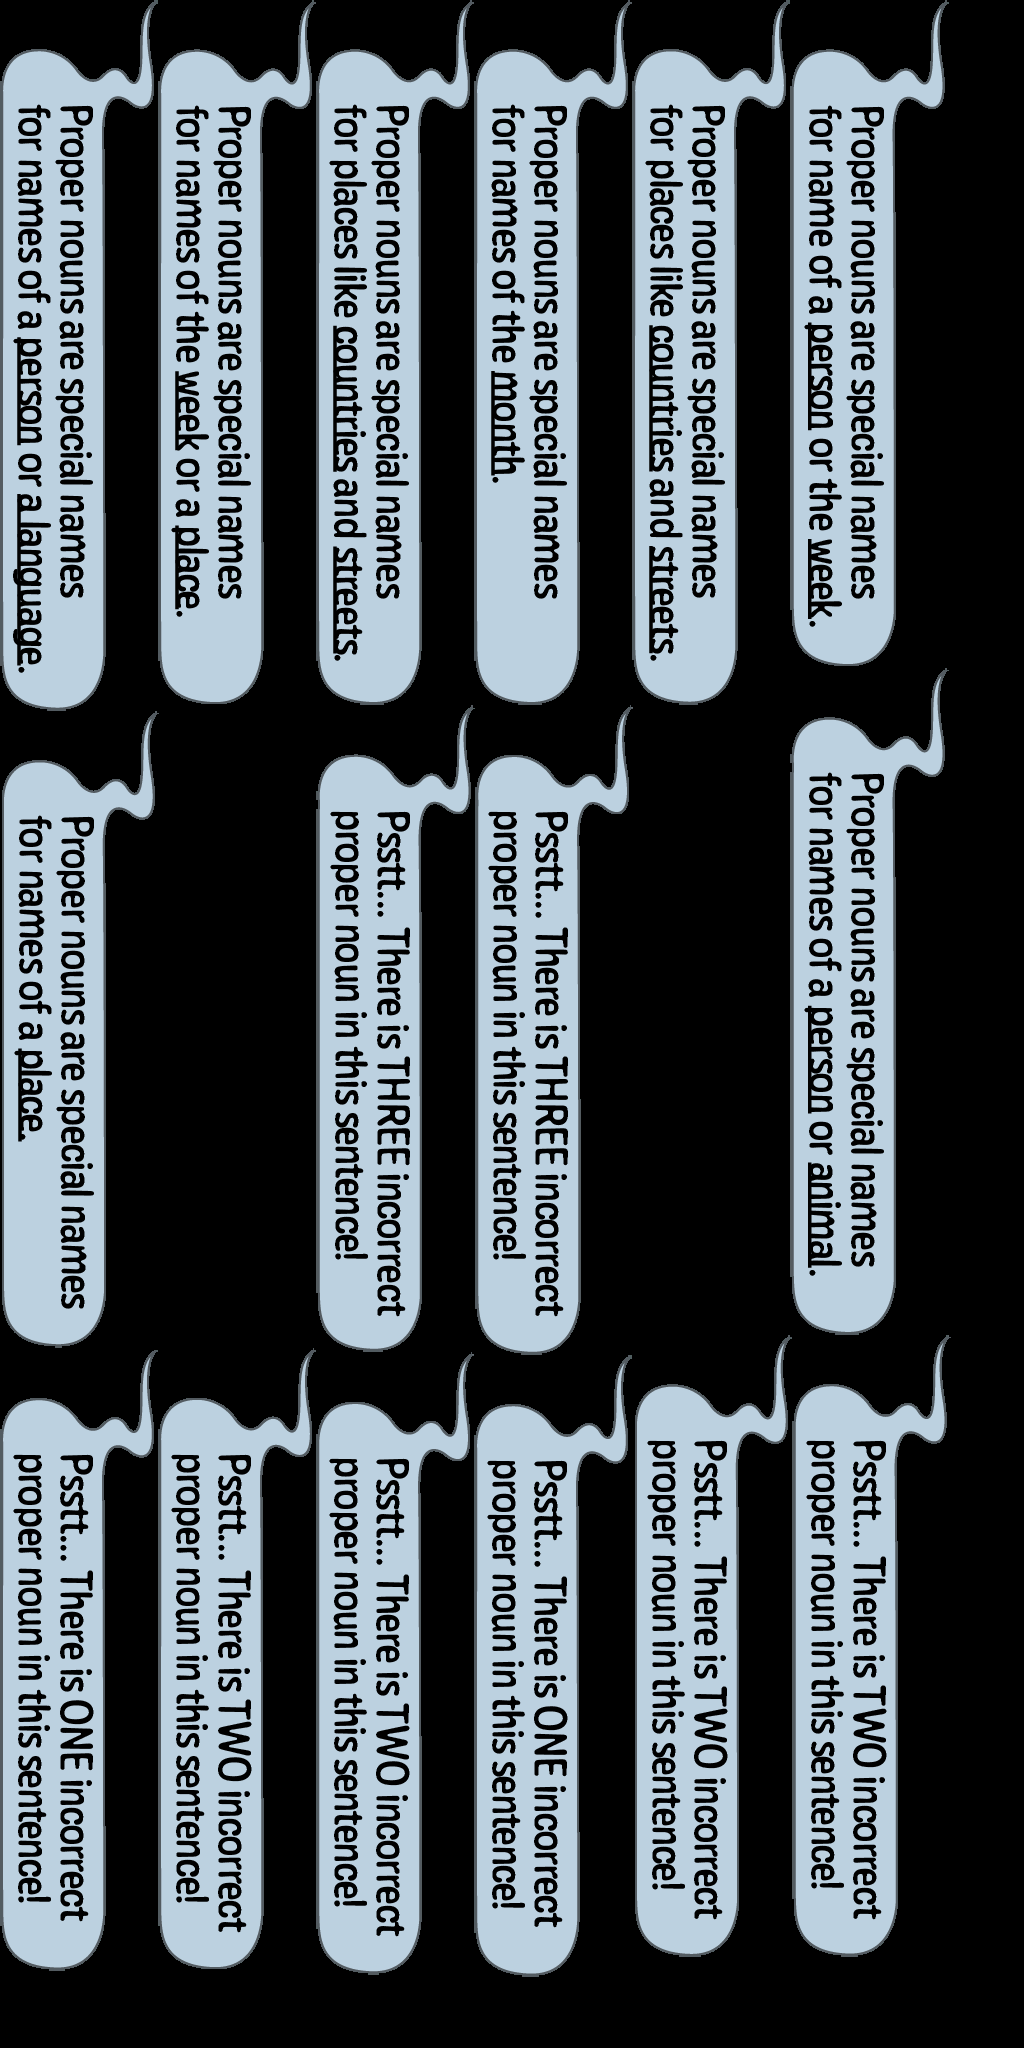 Proper nouns are special names
for name of a person or the week.
Proper nouns are special names
for names of a person or animal.
Psstt... There is TWO incorrect
proper noun in this sentence!
Proper nouns are special names
for places like countries and streets.
Psstt... There is TWO incorrect
proper noun in this sentence!
Proper nouns are special names
for names of the month.
Psstt... There is THREE incorrect
proper noun in this sentence!
Psstt... There is ONE incorrect
proper noun in this sentence!
Proper nouns are special names
for places like countries and streets.
Psstt... There is THREE incorrect
proper noun in this sentence!
Psstt... There is TWO incorrect
proper noun in this sentence!
Proper nouns are special names
for names of the week or a place.
Psstt... There is TWO incorrect
proper noun in this sentence!
Proper nouns are special names
for names of a person or a language.
Proper nouns are special names
for names of a place.
Psstt... There is ONE incorrect
proper noun in this sentence!